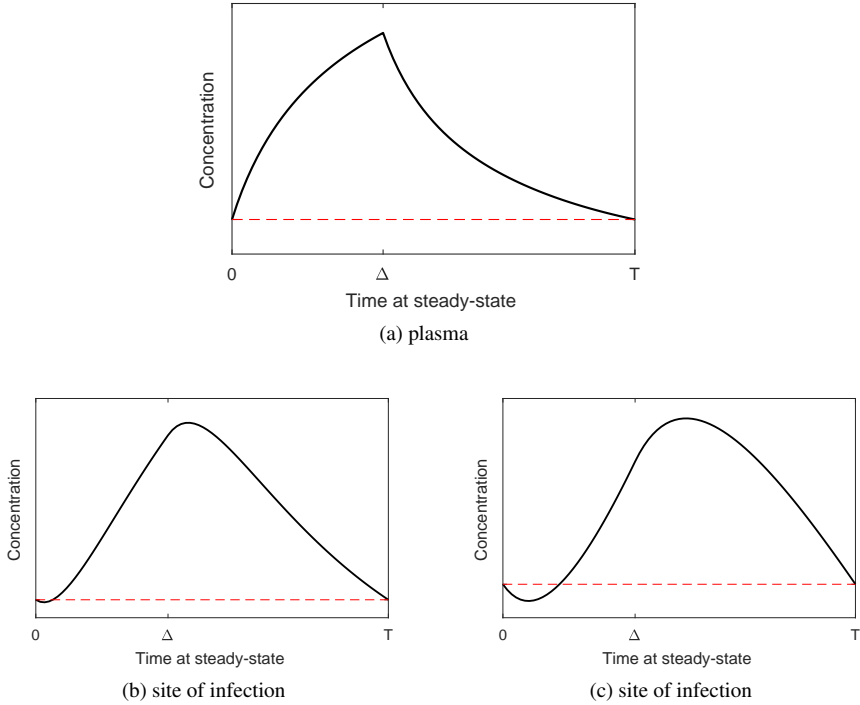 Concentration
0 Δ T
Time at steady-state
(a) plasma
Concentration
0 Δ T
Time at steady-state
(b) site of infection
Concentration
0 Δ T
Time at steady-state
(c) site of infection